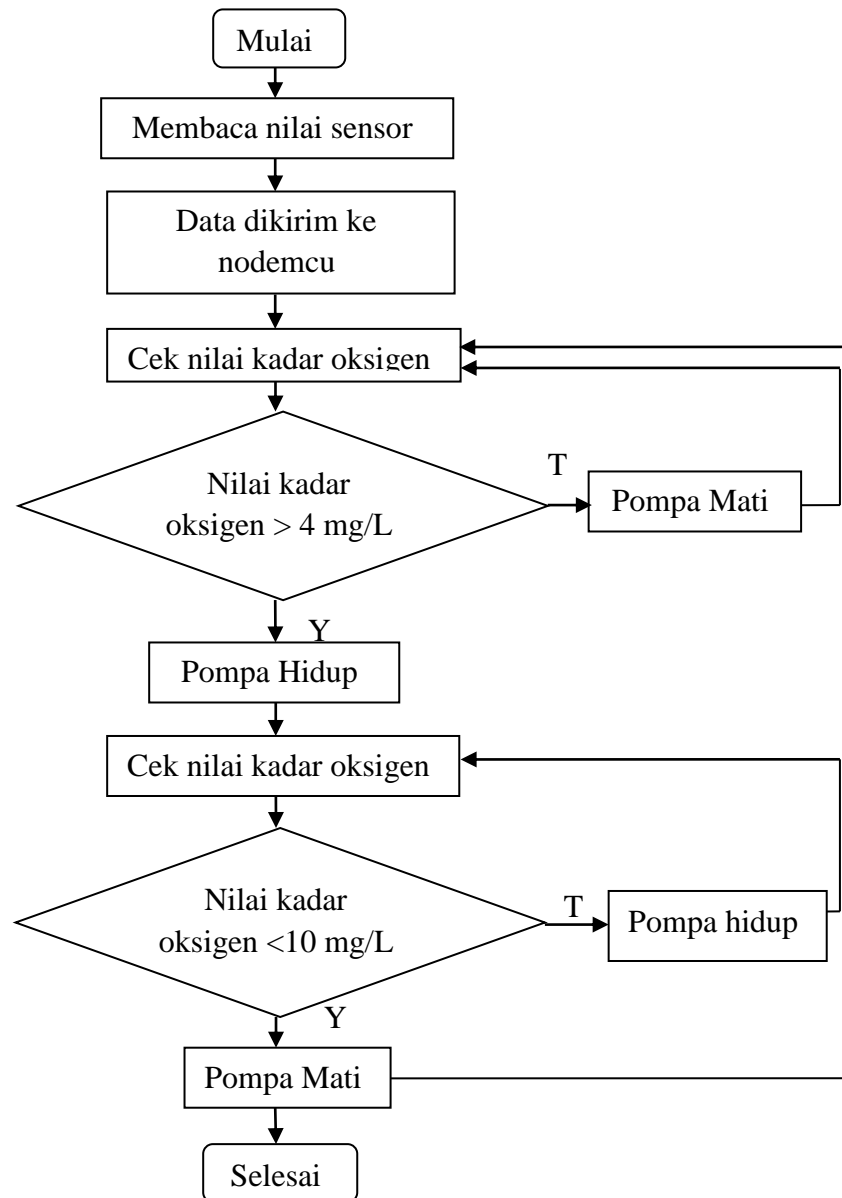 Mulai
Membaca nilai sensor
Data dikirim ke
nodemcu
Cek nilai kadar oksigen
Nilai kadar
oksigen > 4 mg/L
T
Pompa Mati
Y
Pompa Hidup
Cek nilai kadar oksigen
Nilai kadar
oksigen <10 mg/L
T
Pompa hidup
Y
Pompa Mati
Selesai